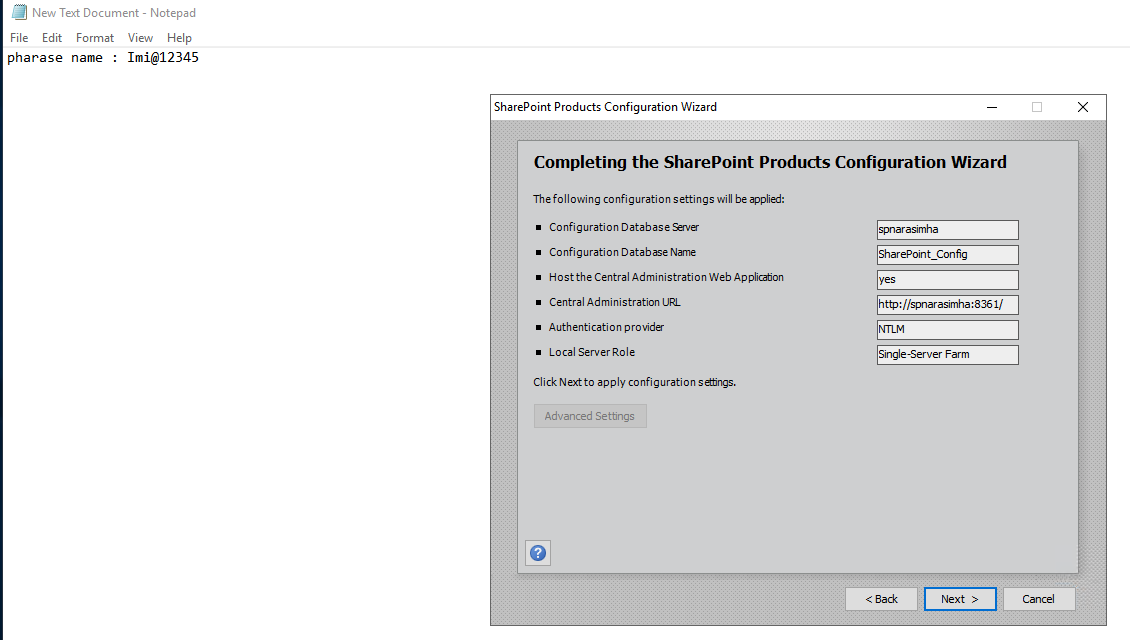 New Text Document - Notepad
File Edit Format View Help
pharase name : Imi@12345
SharePoint Products Configuration Wizard
Completing the SharePoint Products Configuration Wizard
The following configuration settings will be applied:
Configuration Database Server spnarasimha
Configuration Database Name SharePoint_Config
Host the Central Administration Web Application yes
Central Administration URL http://spnarasimha:8361/
Authentication provider NTLM
Local Server Role Single-Server Farm
Click Next to apply configuration settings.
Advanced Settings
?
< Back Next > Cancel